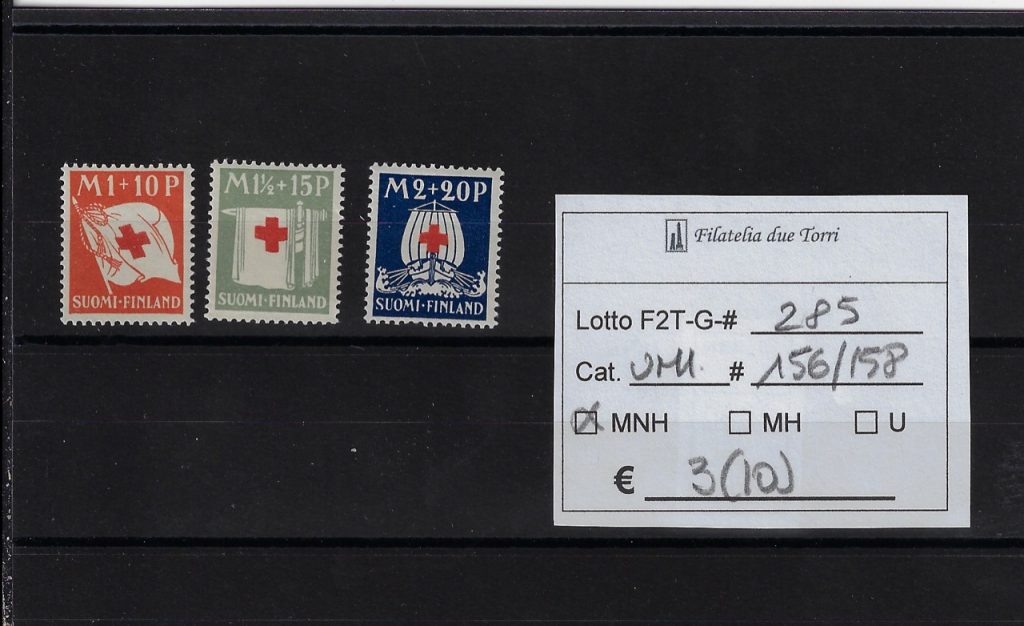 M1+10P
SUOMI·FINLAND
M1½+15P
SUOMI·FINLAND
M2+20P
SUOMI·FINLAND
Filatelia due Torri
Lotto F2T-G-# 285
Cat. UNI. # 156/158
MNH MH U
€ 3(10)